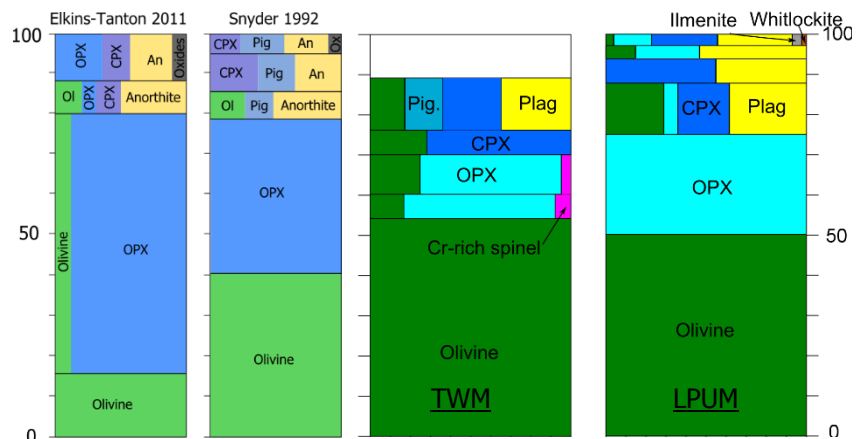 Elkins-Tanton 2011
Snyder 1992
Ilmenite
Whitlockite
100
50
0
OPX
CPX
An
Oxides
Ol
OPX
CPX
Anorthite
Olivine
OPX
Olivine
CPX
Pig
An
Ox
CPX
Pig
An
Ol
Pig
Anorthite
OPX
Olivine
Pig.
Plag
CPX
OPX
Cr-rich spinel
Olivine
TWM
CPX
Plag
OPX
Olivine
LPUM
100
50
0